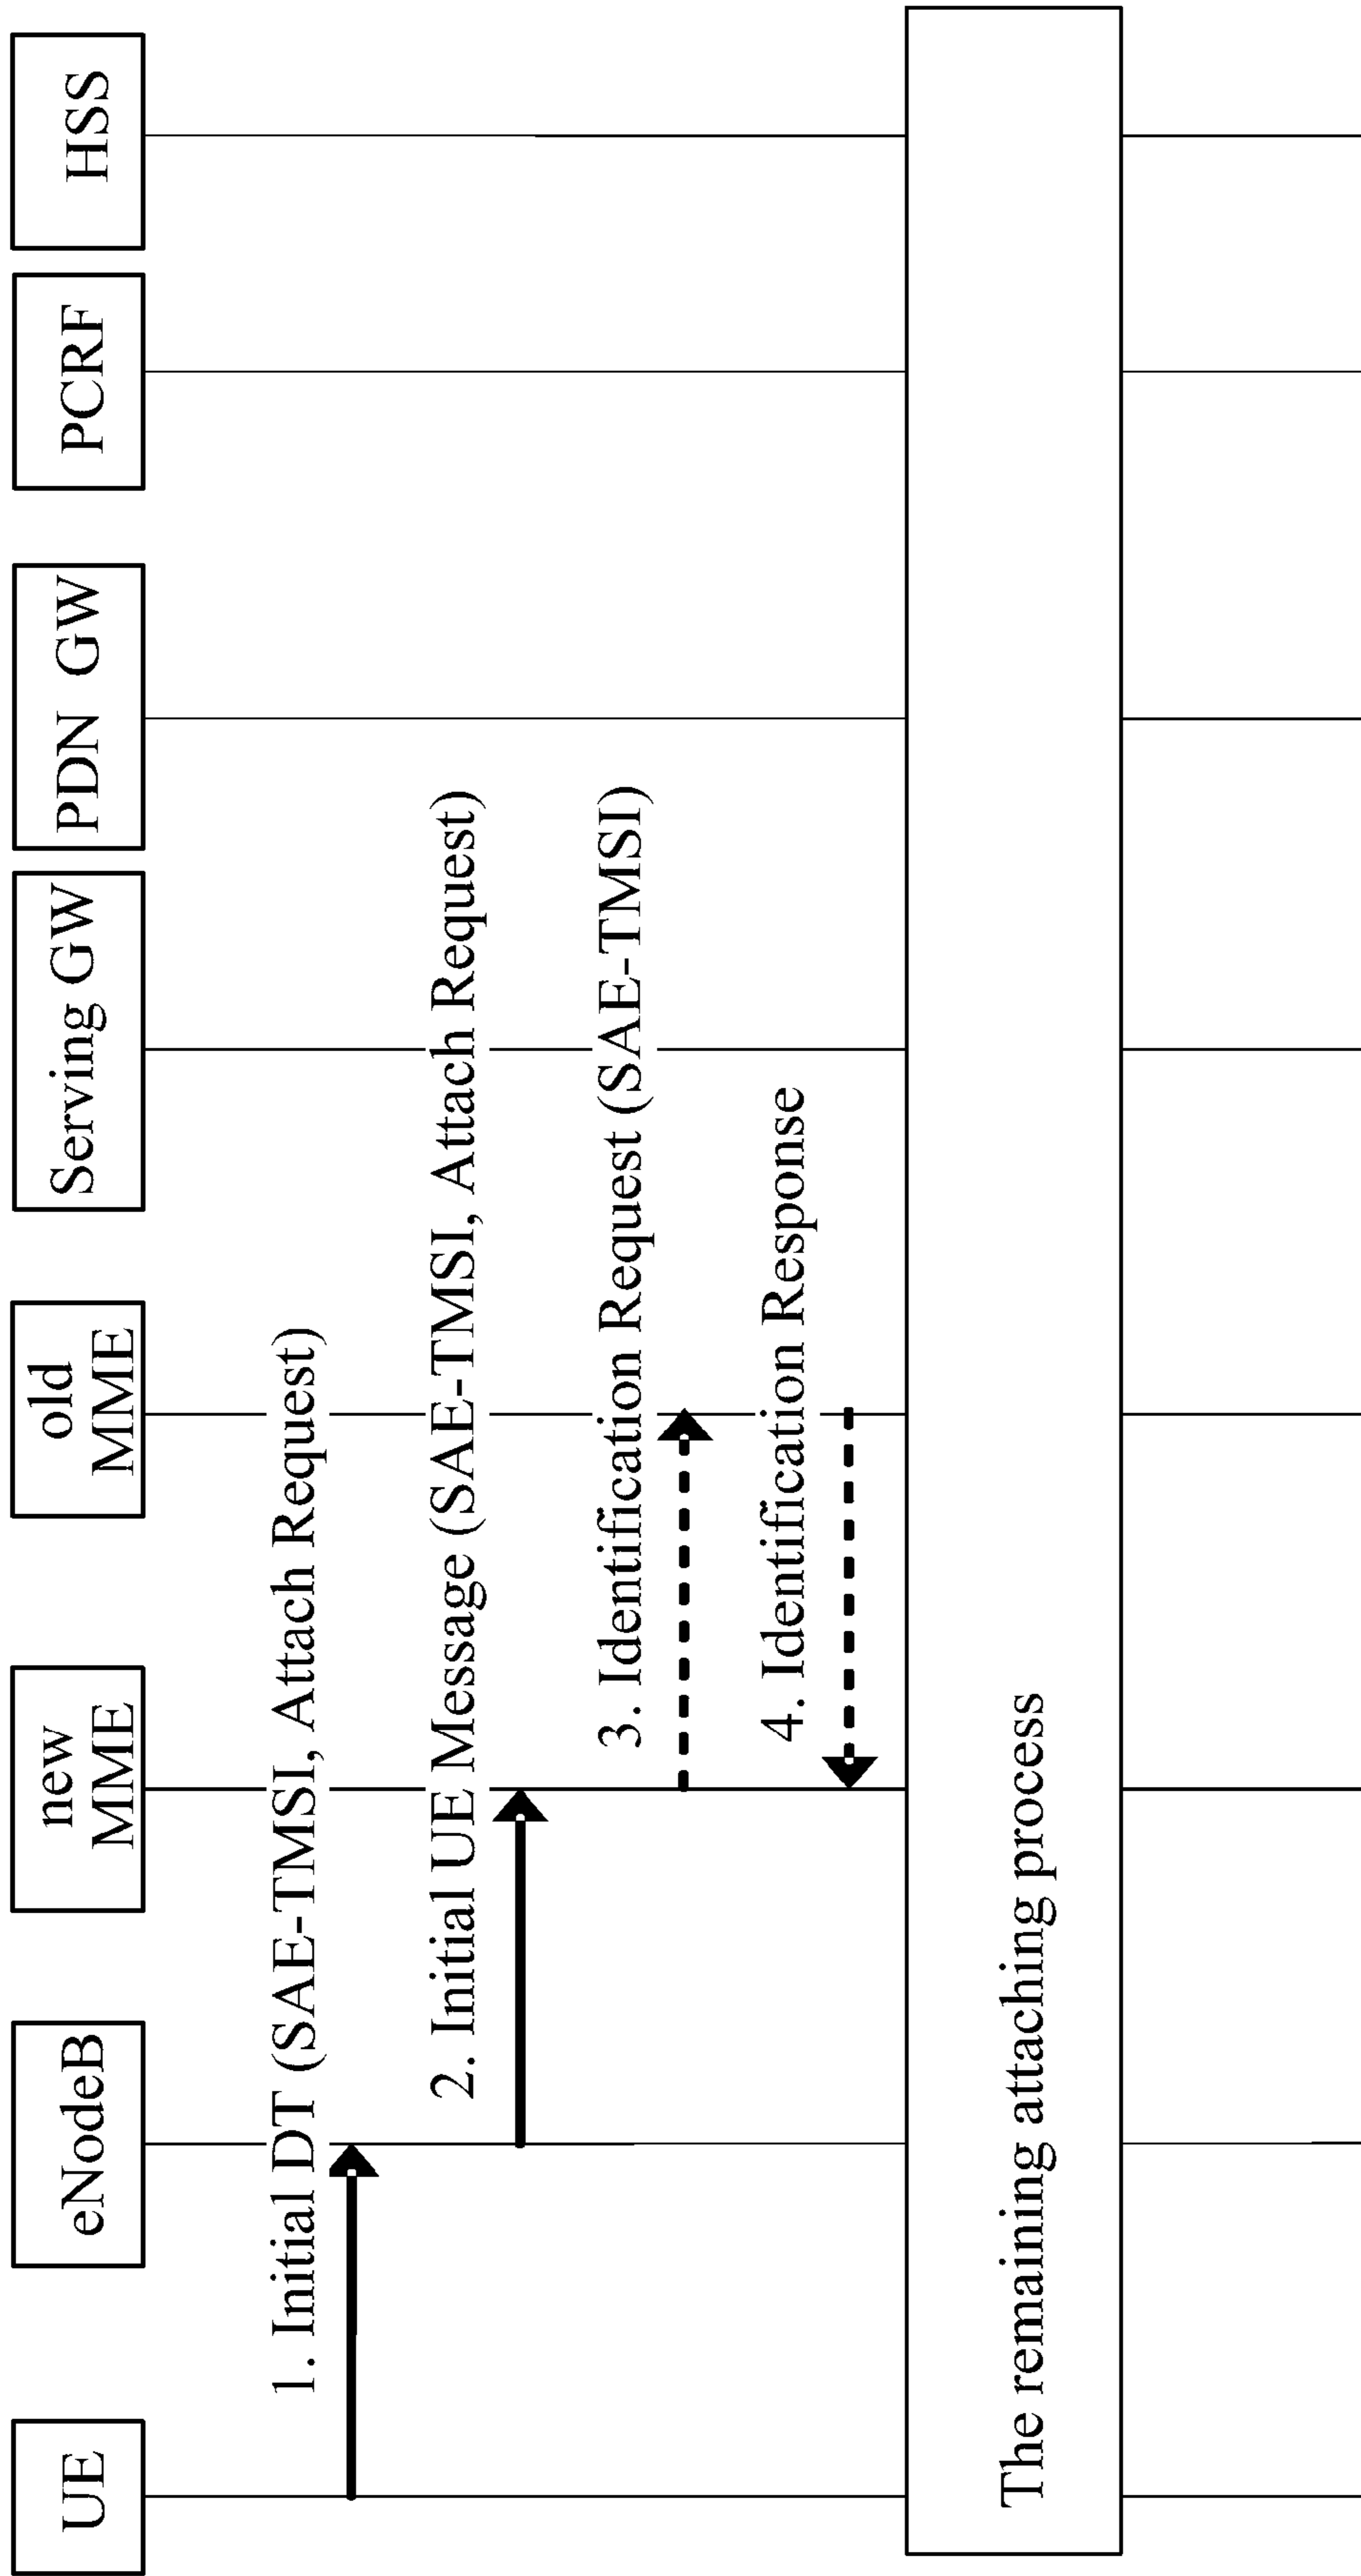 UE
eNodeB
new
MME
old
MME
Serving GW
PDN GW
PCRF
HSS
1. Initial DT (SAE-TMSI, Attach Request)
2. Initial UE Message (SAE-TMSI, Attach Request)
3. Identification Request (SAE-TMSI)
4. Identification Response
The remaining attaching process